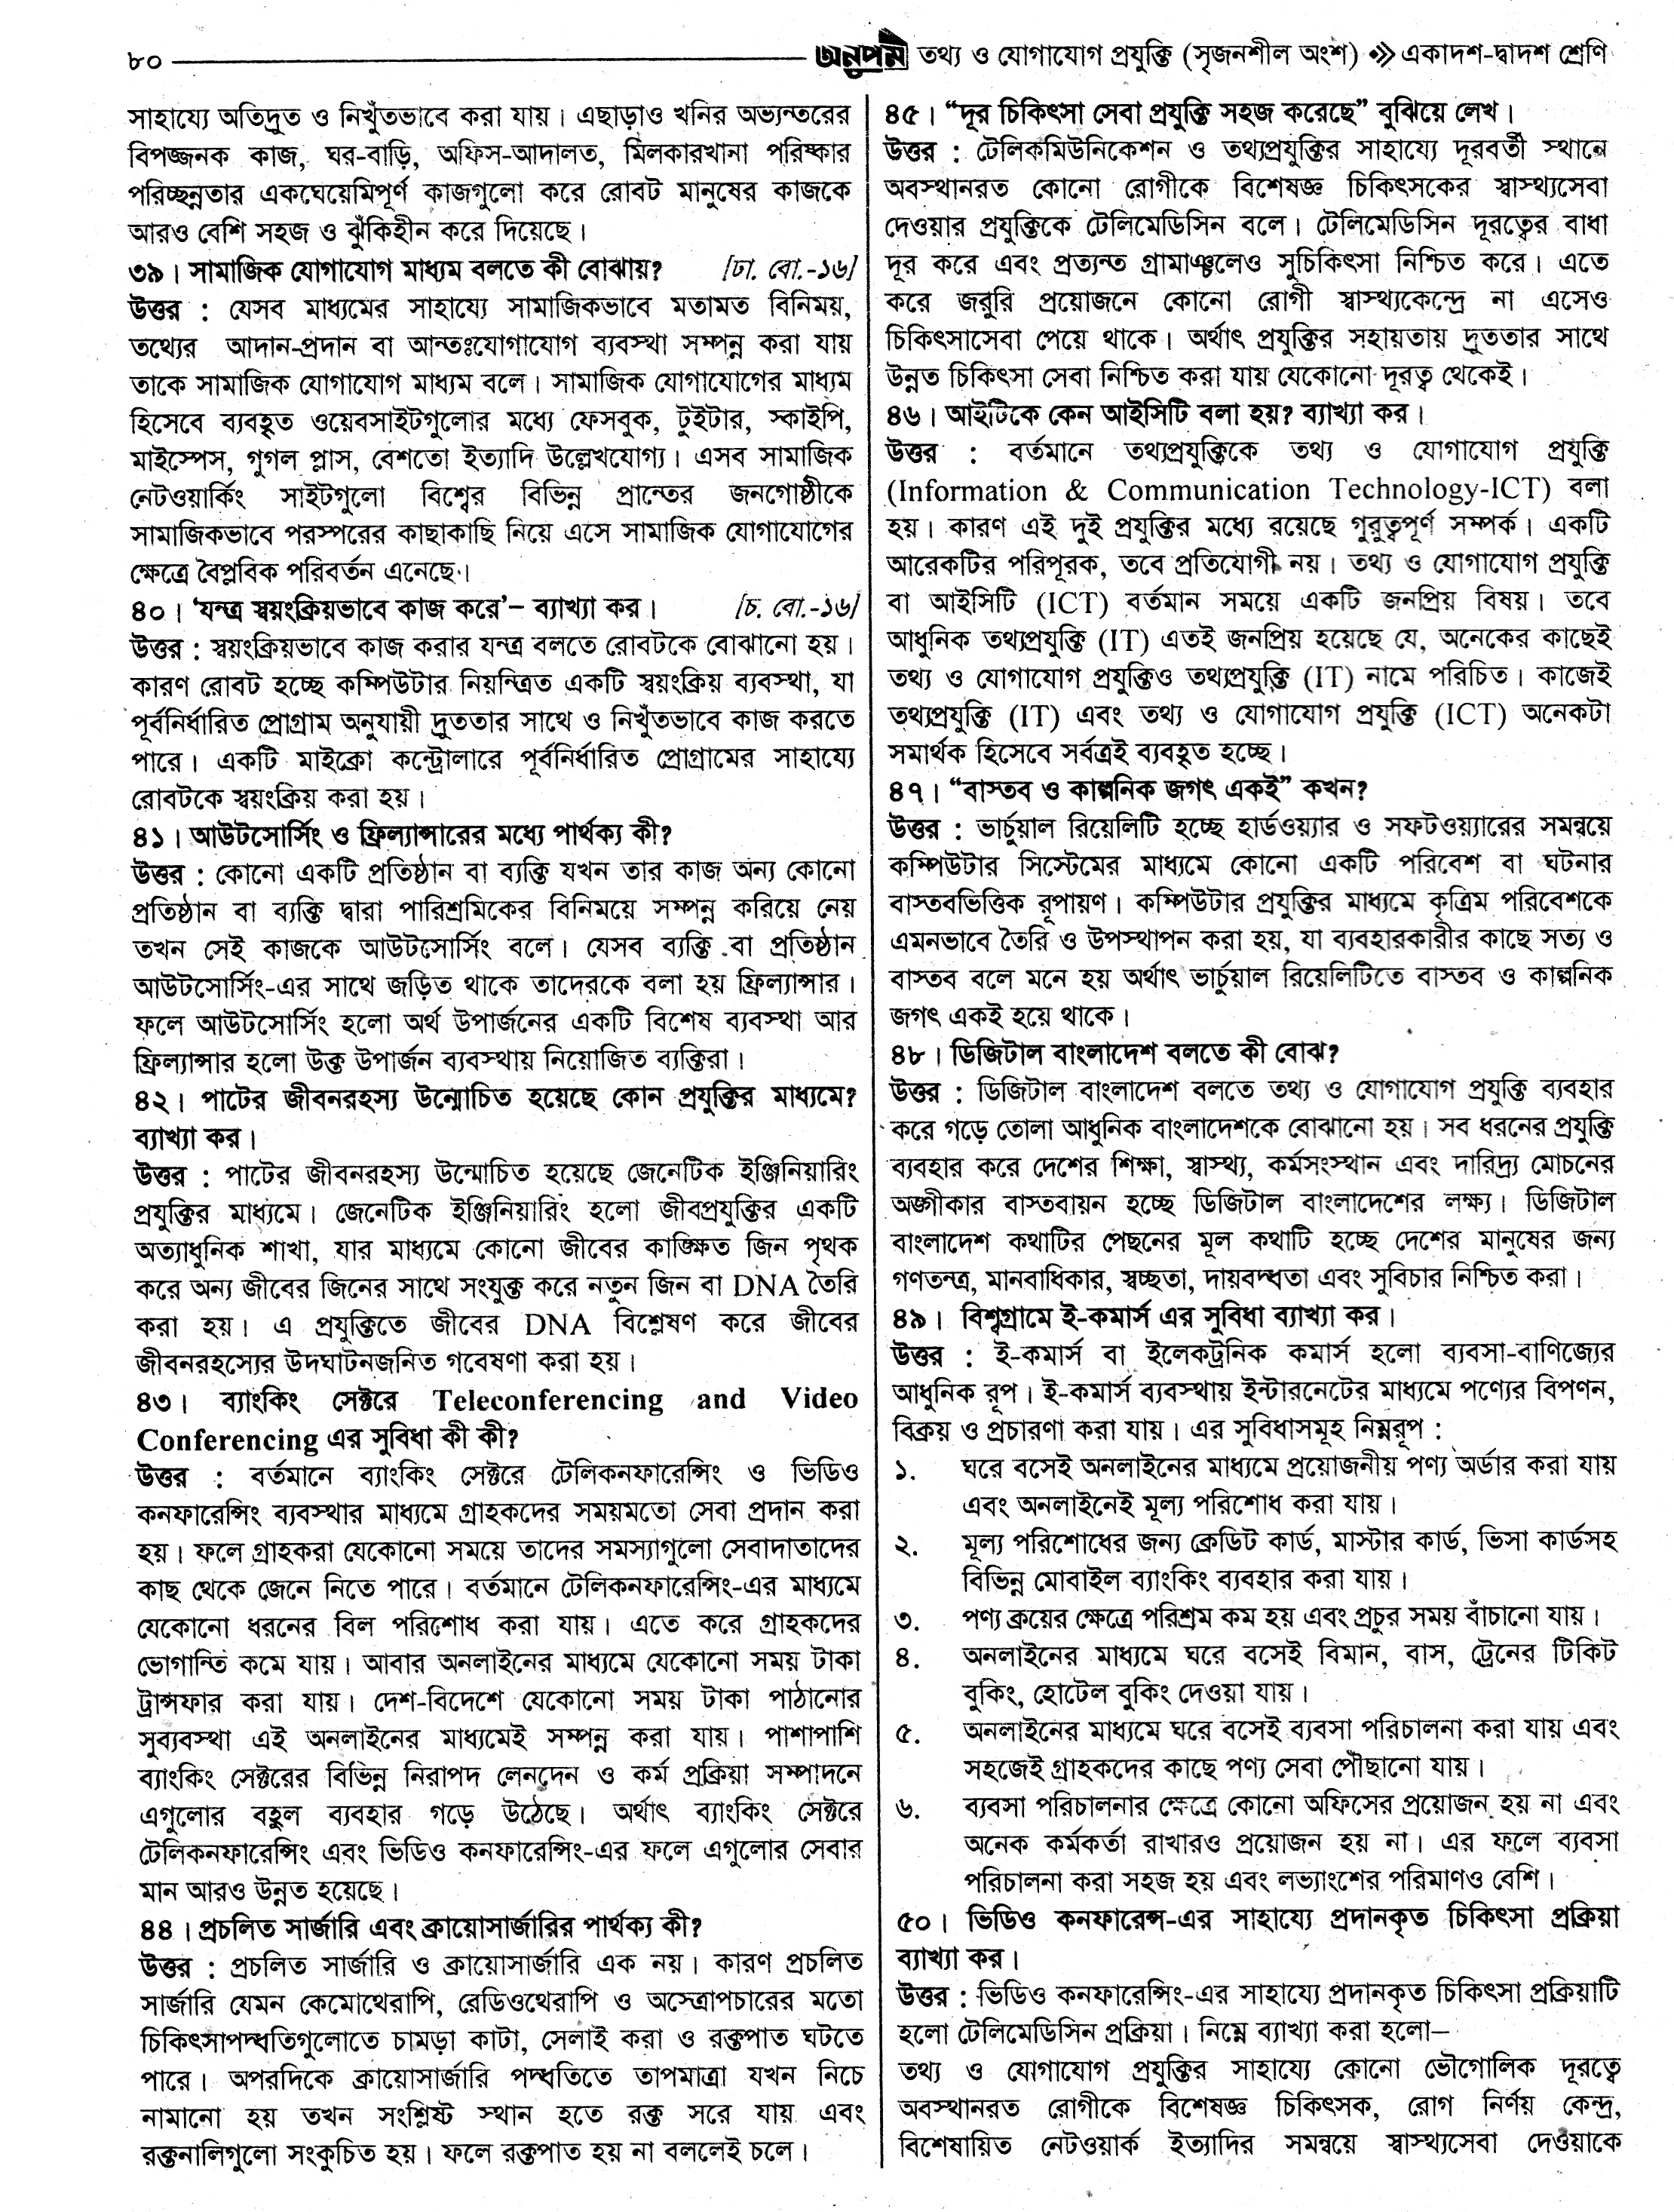 ৮০ অনুপম তথ্য ও যোগাযোগ প্রযুক্তি (সৃজনশীল অংশ) একাদশ-দ্বাদশ শ্রেণি
সাহায্যে অতিদ্রুত ও নিখুঁতভাবে করা যায়। এছাড়াও খনির অভ্যন্তরের
বিপজ্জনক কাজ, ঘর-বাড়ি, অফিস-আদালত, মিলকারখানা পরিষ্কার
পরিচ্ছন্নতার একঘেয়েমিপূর্ণ কাজগুলো করে রোবট মানুষের কাজকে
আরও বেশি সহজ ও ঝুঁকিহীন করে দিয়েছে।
৩৯। সামাজিক যোগাযোগ মাধ্যম বলতে কী বোঝায়? [ঢা. বো.-১৬]
উত্তর : যেসব মাধ্যমের সাহায্যে সামাজিকভাবে মতামত বিনিময়,
তথ্যের আদান-প্রদান বা আন্তঃযোগাযোগ ব্যবস্থা সম্পন্ন করা যায়
তাকে সামাজিক যোগাযোগ মাধ্যম বলে। সামাজিক যোগাযোগের মাধ্যম
হিসেবে ব্যবহৃত ওয়েবসাইটগুলোর মধ্যে ফেসবুক, টুইটার, স্কাইপি,
মাইস্পেস, গুগল প্লাস, বেশতো ইত্যাদি উল্লেখযোগ্য। এসব সামাজিক
নেটওয়ার্কিং সাইটগুলো বিশ্বের বিভিন্ন প্রান্তের জনগোষ্ঠীকে
সামাজিকভাবে পরস্পরের কাছাকাছি নিয়ে এসে সামাজিক যোগাযোগের
ক্ষেত্রে বৈপ্লবিক পরিবর্তন এনেছে।
৪০। ‘যন্ত্র স্বয়ংক্রিয়ভাবে কাজ করে’– ব্যাখ্যা কর। [চ. বো.-১৬]
উত্তর : স্বয়ংক্রিয়ভাবে কাজ করার যন্ত্র বলতে রোবটকে বোঝানো হয়।
কারণ রোবট হচ্ছে কম্পিউটার নিয়ন্ত্রিত একটি স্বয়ংক্রিয় ব্যবস্থা, যা
পূর্বনির্ধারিত প্রোগ্রাম অনুযায়ী দ্রুততার সাথে ও নিখুঁতভাবে কাজ করতে
পারে। একটি মাইক্রো কন্ট্রোলারে পূর্বনির্ধারিত প্রোগ্রামের সাহায্যে
রোবটকে স্বয়ংক্রিয় করা হয়।
৪১। আউটসোর্সিং ও ফ্রিল্যান্সারের মধ্যে পার্থক্য কী?
উত্তর : কোনো একটি প্রতিষ্ঠান বা ব্যক্তি যখন তার কাজ অন্য কোনো
প্রতিষ্ঠান বা ব্যক্তি দ্বারা পারিশ্রমিকের বিনিময়ে সম্পন্ন করিয়ে নেয়
তখন সেই কাজকে আউটসোর্সিং বলে। যেসব ব্যক্তি বা প্রতিষ্ঠান
আউটসোর্সিং-এর সাথে জড়িত থাকে তাদেরকে বলা হয় ফ্রিল্যান্সার।
ফলে আউটসোর্সিং হলো অর্থ উপার্জনের একটি বিশেষ ব্যবস্থা আর
ফ্রিল্যান্সার হলো উক্ত উপার্জন ব্যবস্থায় নিয়োজিত ব্যক্তিরা।
৪২। পাটের জীবনরহস্য উন্মোচিত হয়েছে কোন প্রযুক্তির মাধ্যমে?
ব্যাখ্যা কর।
উত্তর : পাটের জীবনরহস্য উন্মোচিত হয়েছে জেনেটিক ইঞ্জিনিয়ারিং
প্রযুক্তির মাধ্যমে। জেনেটিক ইঞ্জিনিয়ারিং হলো জীবপ্রযুক্তির একটি
অত্যাধুনিক শাখা, যার মাধ্যমে কোনো জীবের কাঙ্ক্ষিত জিন পৃথক
করে অন্য জীবের জিনের সাথে সংযুক্ত করে নতুন জিন বা DNA তৈরি
করা হয়। এ প্রযুক্তিতে জীবের DNA বিশ্লেষণ করে জীবের
জীবনরহস্যের উদঘাটনজনিত গবেষণা করা হয়।
৪৩। ব্যাংকিং সেক্টরে Teleconferencing and Video
Conferencing এর সুবিধা কী কী?
উত্তর : বর্তমানে ব্যাংকিং সেক্টরে টেলিকনফারেন্সিং ও ভিডিও
কনফারেন্সিং ব্যবস্থার মাধ্যমে গ্রাহকদের সময়মতো সেবা প্রদান করা
হয়। ফলে গ্রাহকরা যেকোনো সময়ে তাদের সমস্যাগুলো সেবাদাতাদের
কাছ থেকে জেনে নিতে পারে। বর্তমানে টেলিকনফারেন্সিং-এর মাধ্যমে
যেকোনো ধরনের বিল পরিশোধ করা যায়। এতে করে গ্রাহকদের
ভোগান্তি কমে যায়। আবার অনলাইনের মাধ্যমে যেকোনো সময় টাকা
ট্রান্সফার করা যায়। দেশ-বিদেশে যেকোনো সময় টাকা পাঠানোর
সুব্যবস্থা এই অনলাইনের মাধ্যমেই সম্পন্ন করা যায়। পাশাপাশি
ব্যাংকিং সেক্টরের বিভিন্ন নিরাপদ লেনদেন ও কর্ম প্রক্রিয়া সম্পাদনে
এগুলোর বহুল ব্যবহার গড়ে উঠেছে। অর্থাৎ ব্যাংকিং সেক্টরে
টেলিকনফারেন্সিং এবং ভিডিও কনফারেন্সিং-এর ফলে এগুলোর সেবার
মান আরও উন্নত হয়েছে।
৪৪। প্রচলিত সার্জারি এবং ক্রায়োসার্জারির পার্থক্য কী?
উত্তর : প্রচলিত সার্জারি ও ক্রায়োসার্জারি এক নয়। কারণ প্রচলিত
সার্জারি যেমন কেমোথেরাপি, রেডিওথেরাপি ও অস্ত্রোপচারের মতো
চিকিৎসাপদ্ধতিগুলোতে চামড়া কাটা, সেলাই করা ও রক্তপাত ঘটতে
পারে। অপরদিকে ক্রায়োসার্জারি পদ্ধতিতে তাপমাত্রা যখন নিচে
নামানো হয় তখন সংশ্লিষ্ট স্থান হতে রক্ত সরে যায় এবং
রক্তনালিগুলো সংকুচিত হয়। ফলে রক্তপাত হয় না বললেই চলে।
৪৫। “দূর চিকিৎসা সেবা প্রযুক্তি সহজ করেছে” বুঝিয়ে লেখ।
উত্তর : টেলিকমিউনিকেশন ও তথ্যপ্রযুক্তির সাহায্যে দূরবর্তী স্থানে
অবস্থানরত কোনো রোগীকে বিশেষজ্ঞ চিকিৎসকের স্বাস্থ্যসেবা
দেওয়ার প্রযুক্তিকে টেলিমেডিসিন বলে। টেলিমেডিসিন দূরত্বের বাধা
দূর করে এবং প্রত্যন্ত গ্রামাঞ্চলেও সুচিকিৎসা নিশ্চিত করে। এতে
করে জরুরি প্রয়োজনে কোনো রোগী স্বাস্থ্যকেন্দ্রে না এসেও
চিকিৎসাসেবা পেয়ে থাকে। অর্থাৎ প্রযুক্তির সহায়তায় দ্রুততার সাথে
উন্নত চিকিৎসা সেবা নিশ্চিত করা যায় যেকোনো দূরত্ব থেকেই।
৪৬। আইটিকে কেন আইসিটি বলা হয়? ব্যাখ্যা কর।
উত্তর : বর্তমানে তথ্যপ্রযুক্তিকে তথ্য ও যোগাযোগ প্রযুক্তি
(Information & Communication Technology-ICT) বলা
হয়। কারণ এই দুই প্রযুক্তির মধ্যে রয়েছে গুরুত্বপূর্ণ সম্পর্ক। একটি
আরেকটির পরিপূরক, তবে প্রতিযোগী নয়। তথ্য ও যোগাযোগ প্রযুক্তি
বা আইসিটি (ICT) বর্তমান সময়ে একটি জনপ্রিয় বিষয়। তবে
আধুনিক তথ্যপ্রযুক্তি (IT) এতই জনপ্রিয় হয়েছে যে, অনেকের কাছেই
তথ্য ও যোগাযোগ প্রযুক্তিও তথ্যপ্রযুক্তি (IT) নামে পরিচিত। কাজেই
তথ্যপ্রযুক্তি (IT) এবং তথ্য ও যোগাযোগ প্রযুক্তি (ICT) অনেকটা
সমার্থক হিসেবে সর্বত্রই ব্যবহৃত হচ্ছে।
৪৭। “বাস্তব ও কাল্পনিক জগৎ একই” কখন?
উত্তর : ভার্চুয়াল রিয়েলিটি হচ্ছে হার্ডওয়্যার ও সফটওয়্যারের সমন্বয়ে
কম্পিউটার সিস্টেমের মাধ্যমে কোনো একটি পরিবেশ বা ঘটনার
বাস্তবভিত্তিক রূপায়ণ। কম্পিউটার প্রযুক্তির মাধ্যমে কৃত্রিম পরিবেশকে
এমনভাবে তৈরি ও উপস্থাপন করা হয়, যা ব্যবহারকারীর কাছে সত্য ও
বাস্তব বলে মনে হয় অর্থাৎ ভার্চুয়াল রিয়েলিটিতে বাস্তব ও কাল্পনিক
জগৎ একই হয়ে থাকে।
৪৮। ডিজিটাল বাংলাদেশ বলতে কী বোঝ?
উত্তর : ডিজিটাল বাংলাদেশ বলতে তথ্য ও যোগাযোগ প্রযুক্তি ব্যবহার
করে গড়ে তোলা আধুনিক বাংলাদেশকে বোঝানো হয়। সব ধরনের প্রযুক্তি
ব্যবহার করে দেশের শিক্ষা, স্বাস্থ্য, কর্মসংস্থান এবং দারিদ্র্য মোচনের
অঙ্গীকার বাস্তবায়ন হচ্ছে ডিজিটাল বাংলাদেশের লক্ষ্য। ডিজিটাল
বাংলাদেশ কথাটির পেছনের মূল কথাটি হচ্ছে দেশের মানুষের জন্য
গণতন্ত্র, মানবাধিকার, স্বচ্ছতা, দায়বদ্ধতা এবং সুবিচার নিশ্চিত করা।
৪৯। বিশ্বগ্রামে ই-কমার্স এর সুবিধা ব্যাখ্যা কর।
উত্তর : ই-কমার্স বা ইলেকট্রনিক কমার্স হলো ব্যবসা-বাণিজ্যের
আধুনিক রূপ। ই-কমার্স ব্যবস্থায় ইন্টারনেটের মাধ্যমে পণ্যের বিপণন,
বিক্রয় ও প্রচারণা করা যায়। এর সুবিধাসমূহ নিম্নরূপ :
১. ঘরে বসেই অনলাইনের মাধ্যমে প্রয়োজনীয় পণ্য অর্ডার করা যায়
এবং অনলাইনেই মূল্য পরিশোধ করা যায়।
২. মূল্য পরিশোধের জন্য ক্রেডিট কার্ড, মাস্টার কার্ড, ভিসা কার্ডসহ
বিভিন্ন মোবাইল ব্যাংকিং ব্যবহার করা যায়।
৩. পণ্য ক্রয়ের ক্ষেত্রে পরিশ্রম কম হয় এবং প্রচুর সময় বাঁচানো যায়।
৪. অনলাইনের মাধ্যমে ঘরে বসেই বিমান, বাস, ট্রেনের টিকিট
বুকিং, হোটেল বুকিং দেওয়া যায়।
৫. অনলাইনের মাধ্যমে ঘরে বসেই ব্যবসা পরিচালনা করা যায় এবং
সহজেই গ্রাহকদের কাছে পণ্য সেবা পৌঁছানো যায়।
৬. ব্যবসা পরিচালনার ক্ষেত্রে কোনো অফিসের প্রয়োজন হয় না এবং
অনেক কর্মকর্তা রাখারও প্রয়োজন হয় না। এর ফলে ব্যবসা
পরিচালনা করা সহজ হয় এবং লভ্যাংশের পরিমাণও বেশি।
৫০। ভিডিও কনফারেন্স-এর সাহায্যে প্রদানকৃত চিকিৎসা প্রক্রিয়া
ব্যাখ্যা কর।
উত্তর : ভিডিও কনফারেন্সিং-এর সাহায্যে প্রদানকৃত চিকিৎসা প্রক্রিয়াটি
হলো টেলিমেডিসিন প্রক্রিয়া। নিম্নে ব্যাখ্যা করা হলো–
তথ্য ও যোগাযোগ প্রযুক্তির সাহায্যে কোনো ভৌগোলিক দূরত্বে
অবস্থানরত রোগীকে বিশেষজ্ঞ চিকিৎসক, রোগ নির্ণয় কেন্দ্র,
বিশেষায়িত নেটওয়ার্ক ইত্যাদির সমন্বয়ে স্বাস্থ্যসেবা দেওয়াকে